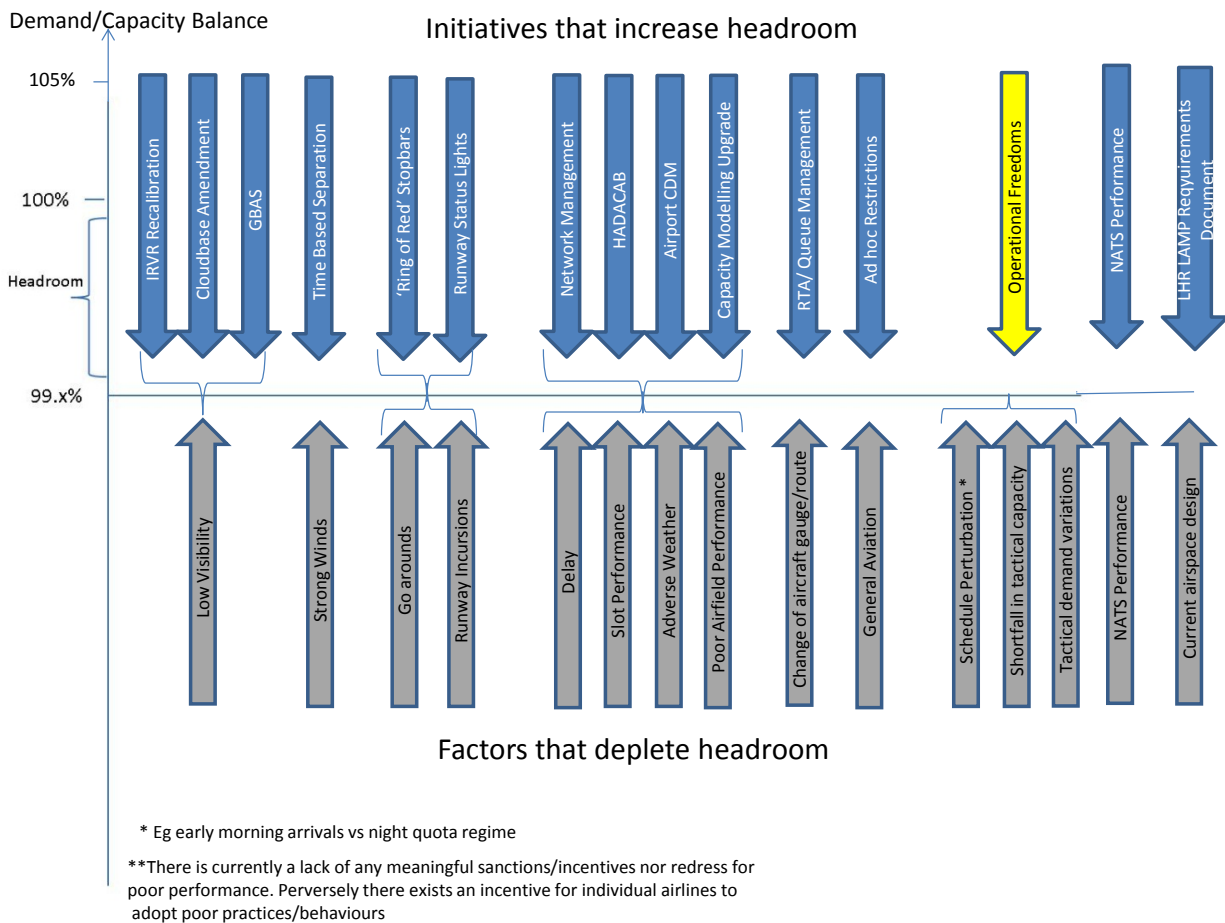 Demand/Capacity Balance
Initiatives that increase headroom
105%
100%
Headroom
99.x%
IRVR Recalibration
Cloudbase Amendment
GBAS
Time Based Separation
‘Ring of Red’ Stopbars
Runway Status Lights
Network Management
HADACAB
Airport CDM
Capacity Modelling Upgrade
RTA/ Queue Management
Ad hoc Restrictions
Operational Freedoms
NATS Performance
LHR LAMP Reqyuirements
Document
Low Visibility
Strong Winds
Go arounds
Runway Incursions
Delay
Slot Performance
Adverse Weather
Poor Airfield Performance
Change of aircraft gauge/route
General Aviation
Schedule Perturbation *
Shortfall in tactical capacity
Tactical demand variations
NATS Performance
Current airspace design
Factors that deplete headroom
* Eg early morning arrivals vs night quota regime
**There is currently a lack of any meaningful sanctions/incentives nor redress for
poor performance. Perversely there exists an incentive for individual airlines to
adopt poor practices/behaviours